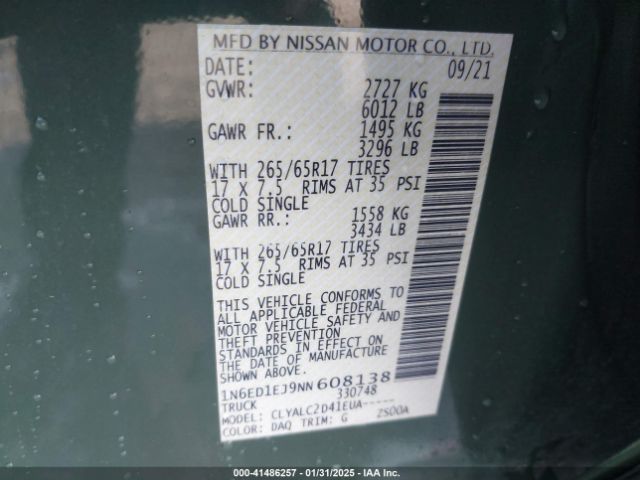 MFD BY NISSAN MOTOR CO., LTD.
DATE: 09/21
GVWR: 2727 KG
6012 LB
GAWR FR.: 1495 KG
3296 LB
WITH 265/65R17 TIRES
17 X 7.5 RIMS AT 35 PSI
COLD SINGLE
GAWR RR.: 1558 KG
3434 LB
WITH 265/65R17 TIRES
17 X 7.5 RIMS AT 35 PSI
COLD SINGLE
THIS VEHICLE CONFORMS TO
ALL APPLICABLE FEDERAL
MOTOR VEHICLE SAFETY AND
THEFT PREVENTION
STANDARDS IN EFFECT ON
THE DATE OF MANUFACTURE
SHOWN ABOVE.
1N6ED1EJ9NN608138
TRUCK 330748
CLYALC2D41EUA-----
COLOR: DAQ TRIM: G ZS00A
000-41486257 - 01/31/2025 - IAA Inc.